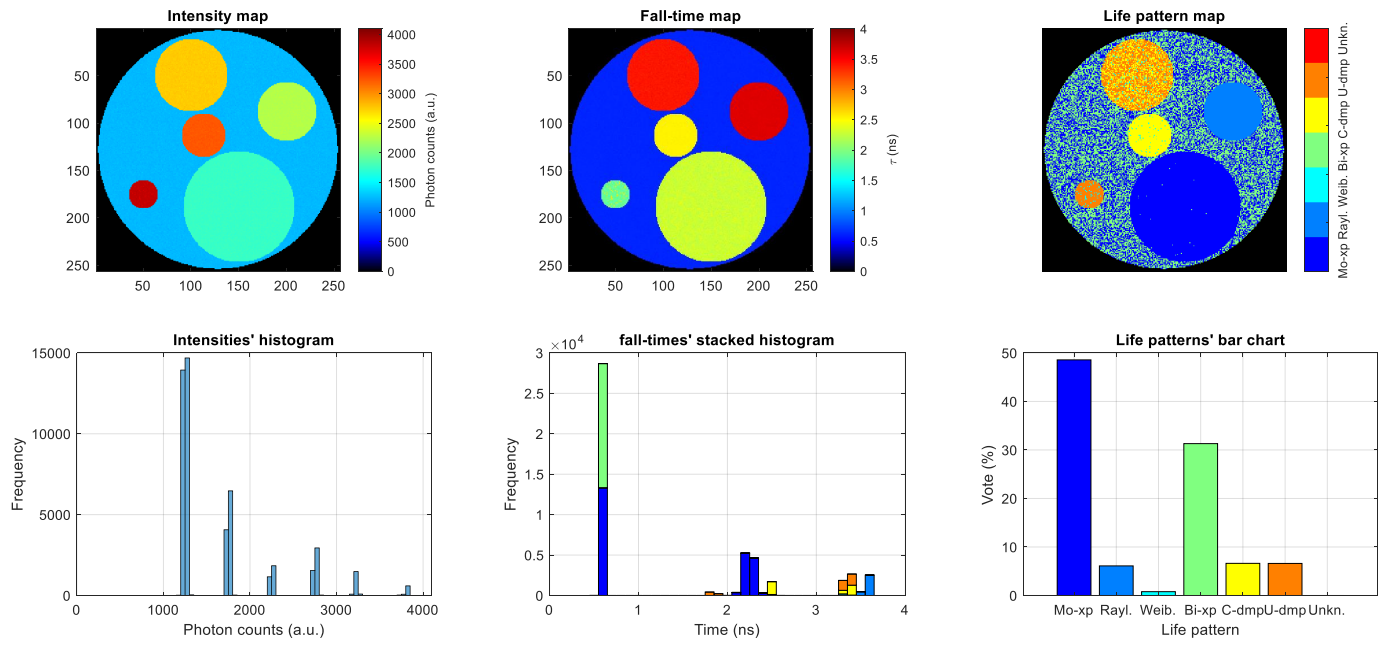 Intensity map
50
100
150
200
250
50 100 150 200 250
4000
3500
3000
2500
2000
1500
1000
500
0
Photon counts (a.u.)
Fall-time map
50
100
150
200
250
50 100 150 200 250
4
3.5
3
2.5
2
1.5
1
0.5
0
τ (ns)
Life pattern map
Mo-xp Rayl. Weib. Bi-xp C-dmp U-dmp Unkn.
Intensities' histogram
15000
10000
5000
0
0 1000 2000 3000 4000
Frequency
Photon counts (a.u.)
fall-times' stacked histogram
×10⁴
3
2.5
2
1.5
1
0.5
0
0 1 2 3 4
Frequency
Time (ns)
Life patterns' bar chart
50
40
30
20
10
0
Vote (%)
Mo-xp Rayl. Weib. Bi-xp C-dmp U-dmp Unkn.
Life pattern